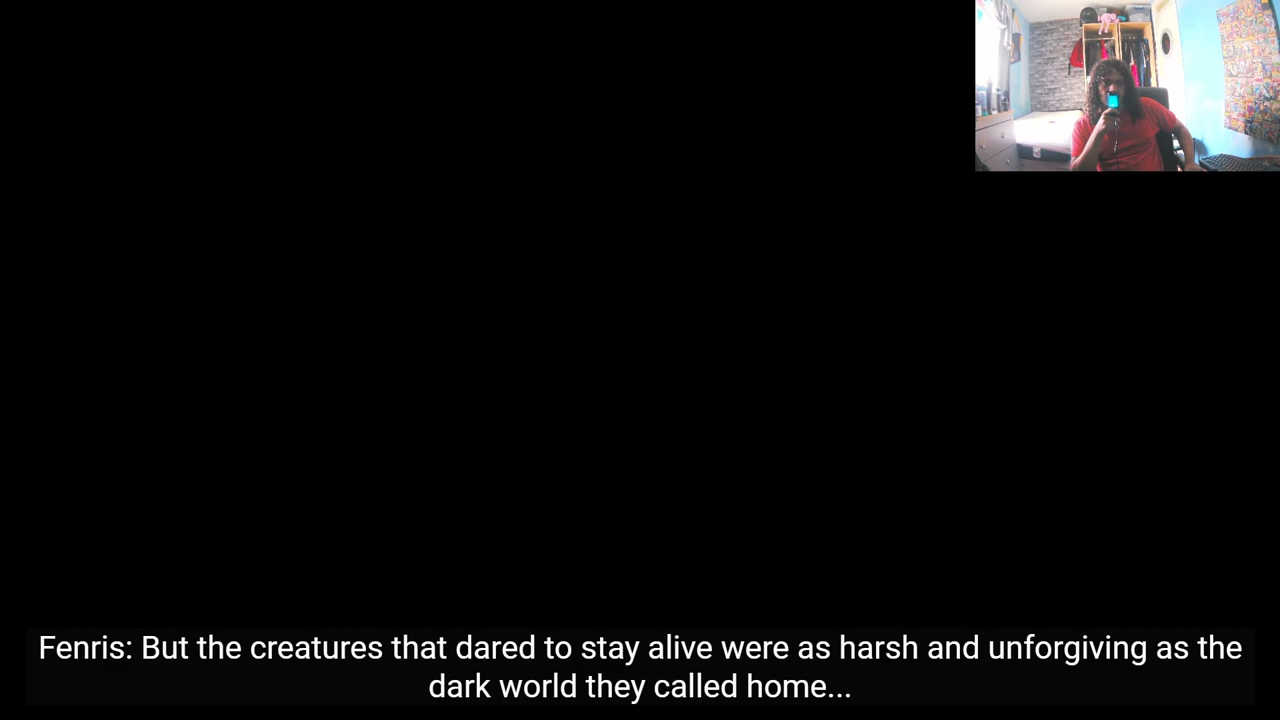 Fenris: But the creatures that dared to stay alive were as harsh and unforgiving as the
dark world they called home...